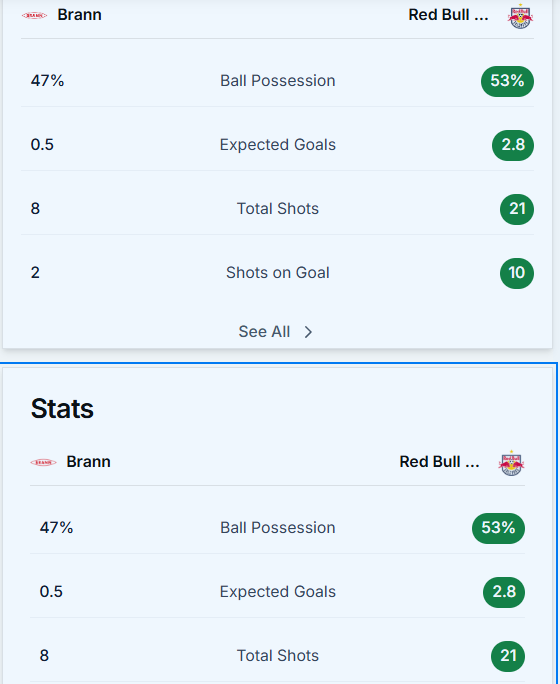 Brann Red Bull ...
47% Ball Possession 53%
0.5 Expected Goals 2.8
8 Total Shots 21
2 Shots on Goal 10
See All
Stats
Brann Red Bull ...
47% Ball Possession 53%
0.5 Expected Goals 2.8
8 Total Shots 21